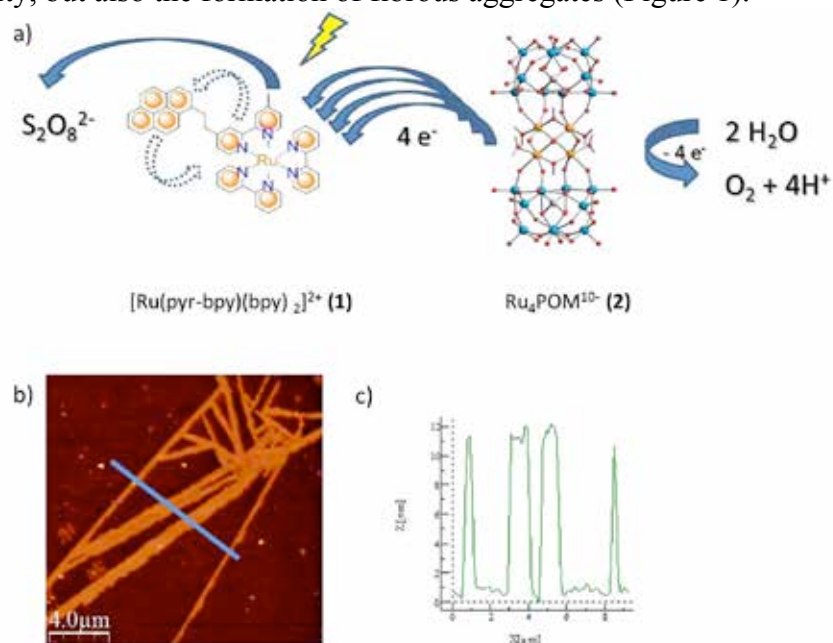 but also the formation of fibrous aggregates (Figure 1).
a)
S₂O₈²⁻
N N
N Ru N
N N
4 e⁻
- 4 e⁻
2 H₂O
O₂ + 4H⁺
[Ru(pyr-bpy)(bpy) ₂]²⁺ (1)
Ru₄POM¹⁰⁻ (2)
b)
c)
4.0µm
12
10
8
6
4
2
0
0 2 4 6 8